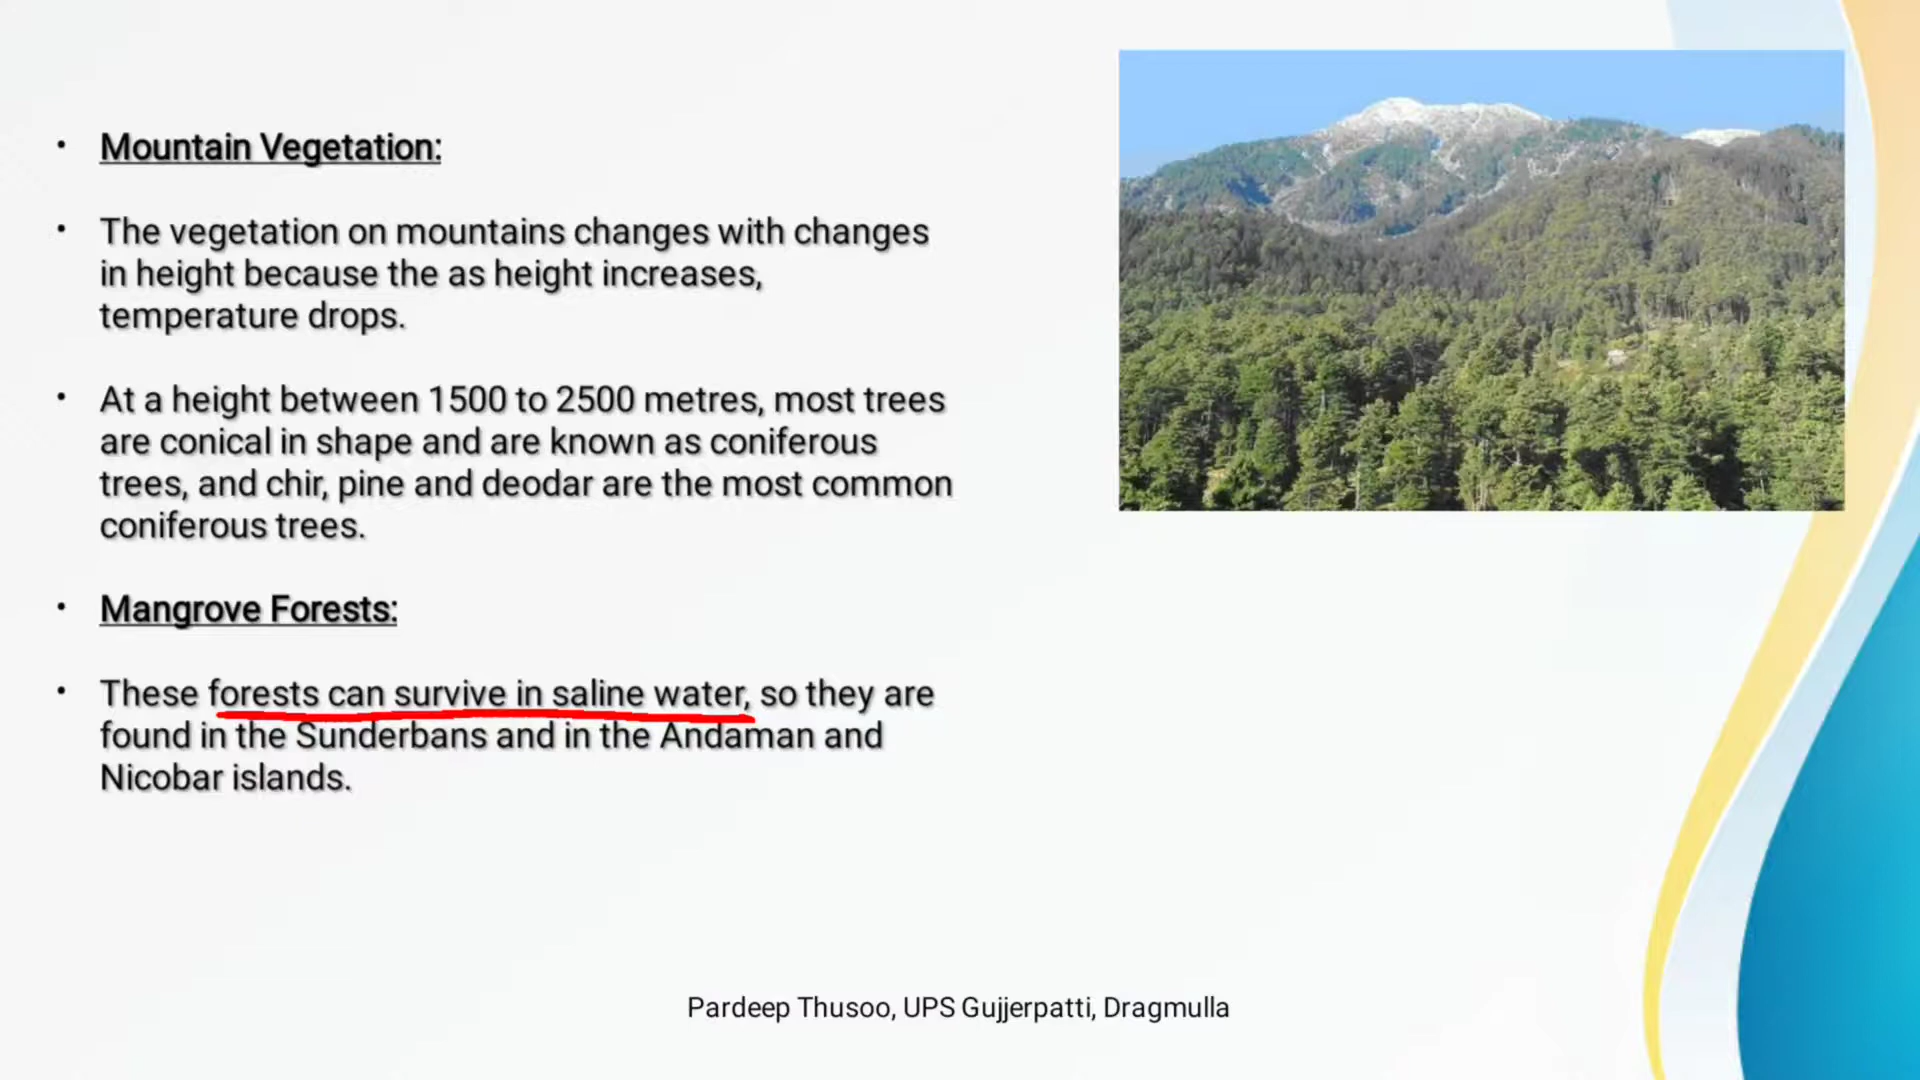 • Mountain Vegetation:
• The vegetation on mountains changes with changes
in height because the as height increases,
temperature drops.
• At a height between 1500 to 2500 metres, most trees
are conical in shape and are known as coniferous
trees, and chir, pine and deodar are the most common
coniferous trees.
• Mangrove Forests:
• These forests can survive in saline water, so they are
found in the Sunderbans and in the Andaman and
Nicobar islands.
Pardeep Thusoo, UPS Gujjerpatti, Dragmulla